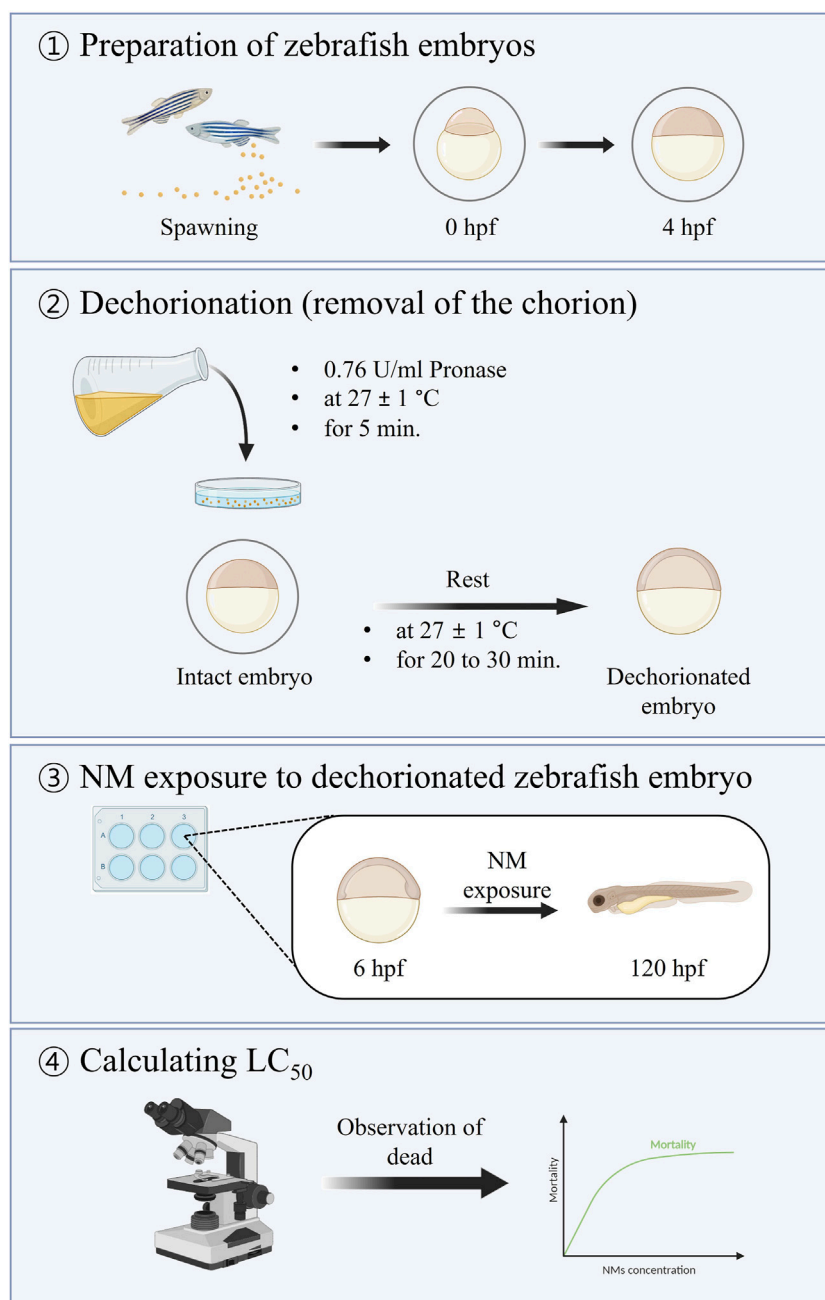 ① Preparation of zebrafish embryos
Spawning
0 hpf
4 hpf
② Dechorionation (removal of the chorion)
• 0.76 U/ml Pronase
• at 27 ± 1 °C
• for 5 min.
Rest
• at 27 ± 1 °C
• for 20 to 30 min.
Intact embryo
Dechorionated
embryo
③ NM exposure to dechorionated zebrafish embryo
1 2 3
A
B
NM
exposure
6 hpf
120 hpf
④ Calculating LC₅₀
Observation of
dead
Mortality
Mortality
NMs concentration